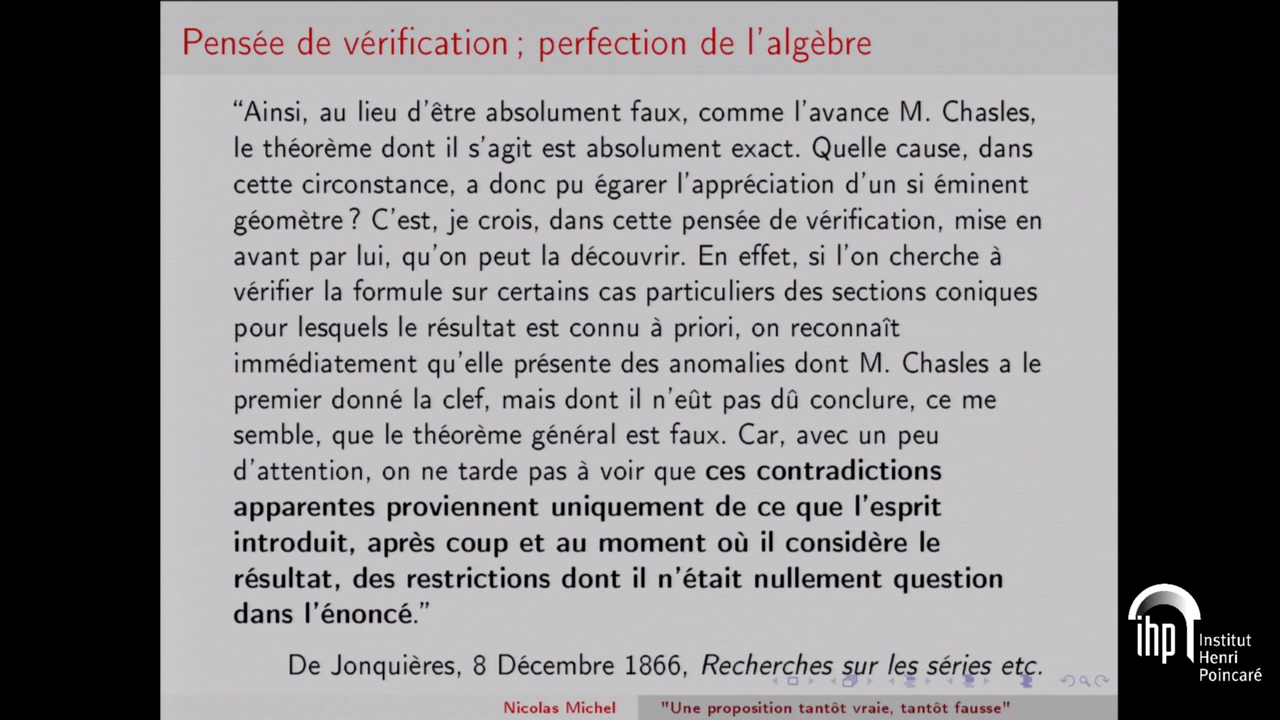 Pensée de vérification ; perfection de l'algèbre
“Ainsi, au lieu d'être absolument faux, comme l'avance M. Chasles,
le théorème dont il s'agit est absolument exact. Quelle cause, dans
cette circonstance, a donc pu égarer l'appréciation d'un si éminent
géomètre ? C'est, je crois, dans cette pensée de vérification, mise en
avant par lui, qu'on peut la découvrir. En effet, si l'on cherche à
vérifier la formule sur certains cas particuliers des sections coniques
pour lesquels le résultat est connu à priori, on reconnaît
immédiatement qu'elle présente des anomalies dont M. Chasles a le
premier donné la clef, mais dont il n'eût pas dû conclure, ce me
semble, que le théorème général est faux. Car, avec un peu
d'attention, on ne tarde pas à voir que ces contradictions
apparentes proviennent uniquement de ce que l'esprit
introduit, après coup et au moment où il considère le
résultat, des restrictions dont il n'était nullement question
dans l'énoncé.”
De Jonquières, 8 Décembre 1866, Recherches sur les séries etc.
Nicolas Michel
"Une proposition tantôt vraie, tantôt fausse"
ihp Institut
Henri
Poincaré